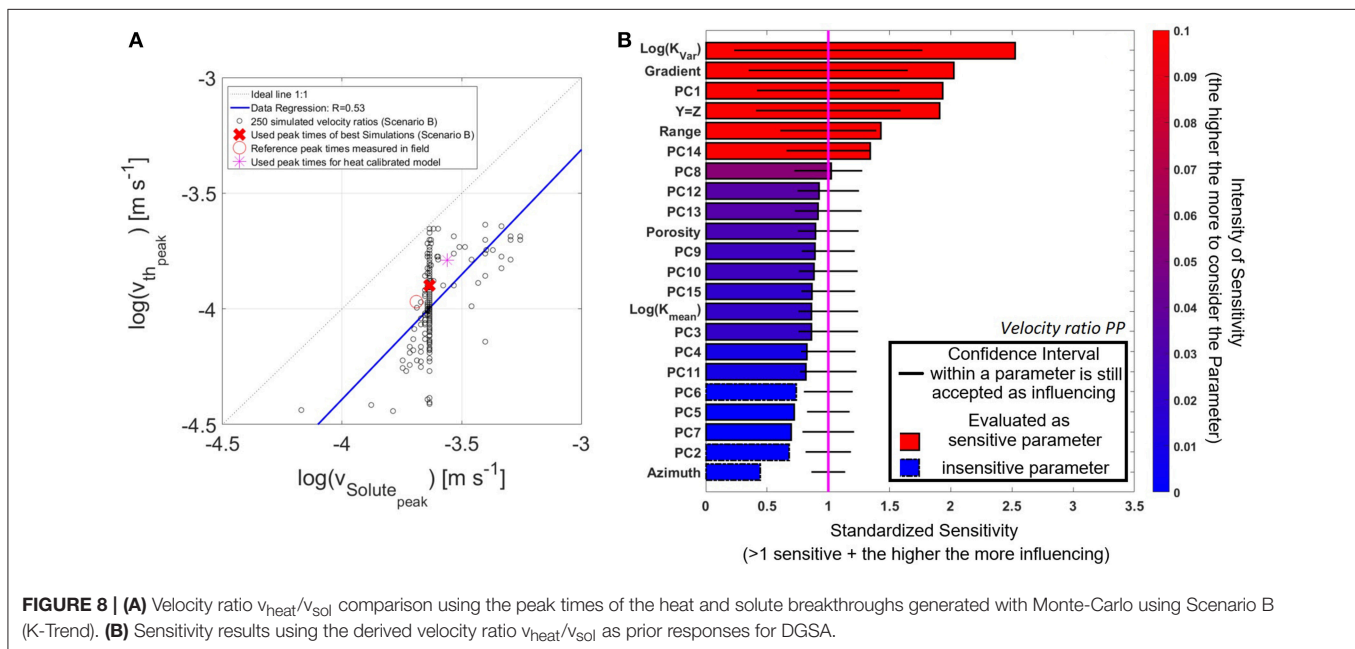 A
-3
-3.5
-4
-4.5
log(v_th_peak) [m s⁻¹]
Ideal line 1:1
Data Regression: R=0.53
250 simulated velocity ratios (Scenario B)
Used peak times of best Simulations (Scenario B)
Reference peak times measured in field
Used peak times for heat calibrated model
-4.5 -4 -3.5 -3
log(v_Solute_peak) [m s⁻¹]
B
Log(K_Var)
Gradient
PC1
Y=Z
Range
PC14
PC8
PC12
PC13
Porosity
PC9
PC10
PC15
Log(K_mean)
PC3
PC4
PC11
PC6
PC5
PC7
PC2
Azimuth
Velocity ratio PP
Confidence Interval
within a parameter is still
accepted as influencing
Evaluated as
sensitive parameter
insensitive parameter
0 0.5 1 1.5 2 2.5 3 3.5
Standardized Sensitivity
(>1 sensitive + the higher the more influencing)
0.1
0.09
0.08
0.07
0.06
0.05
0.04
0.03
0.02
0.01
0
Intensity of Sensitivity
(the higher the more to consider the Parameter)
FIGURE 8 | (A) Velocity ratio v_heat/v_sol comparison using the peak times of the heat and solute breakthroughs generated with Monte-Carlo using Scenario B
(K-Trend). (B) Sensitivity results using the derived velocity ratio v_heat/v_sol as prior responses for DGSA.